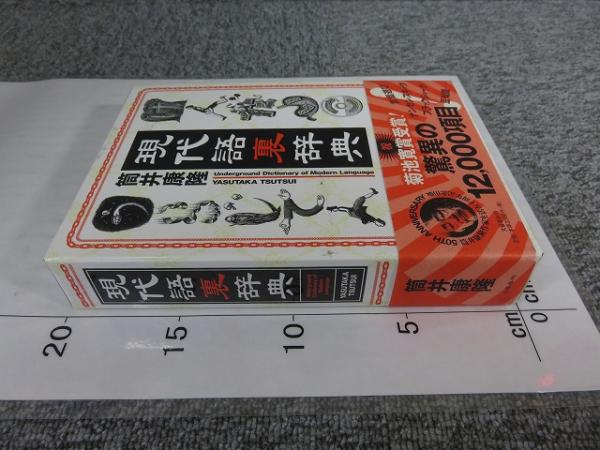 現代語裏辞典
筒井康隆
Underground Dictionary of Modern Language
YASUTAKA TSUTSUI
祝
菊池寛賞受賞!
驚異の
12,000項目
50TH ANNIVERSARY
筒井康隆
現代語裏辞典
YASUTAKA
TSUTSUI
20
15
10
5
cm
0
cm